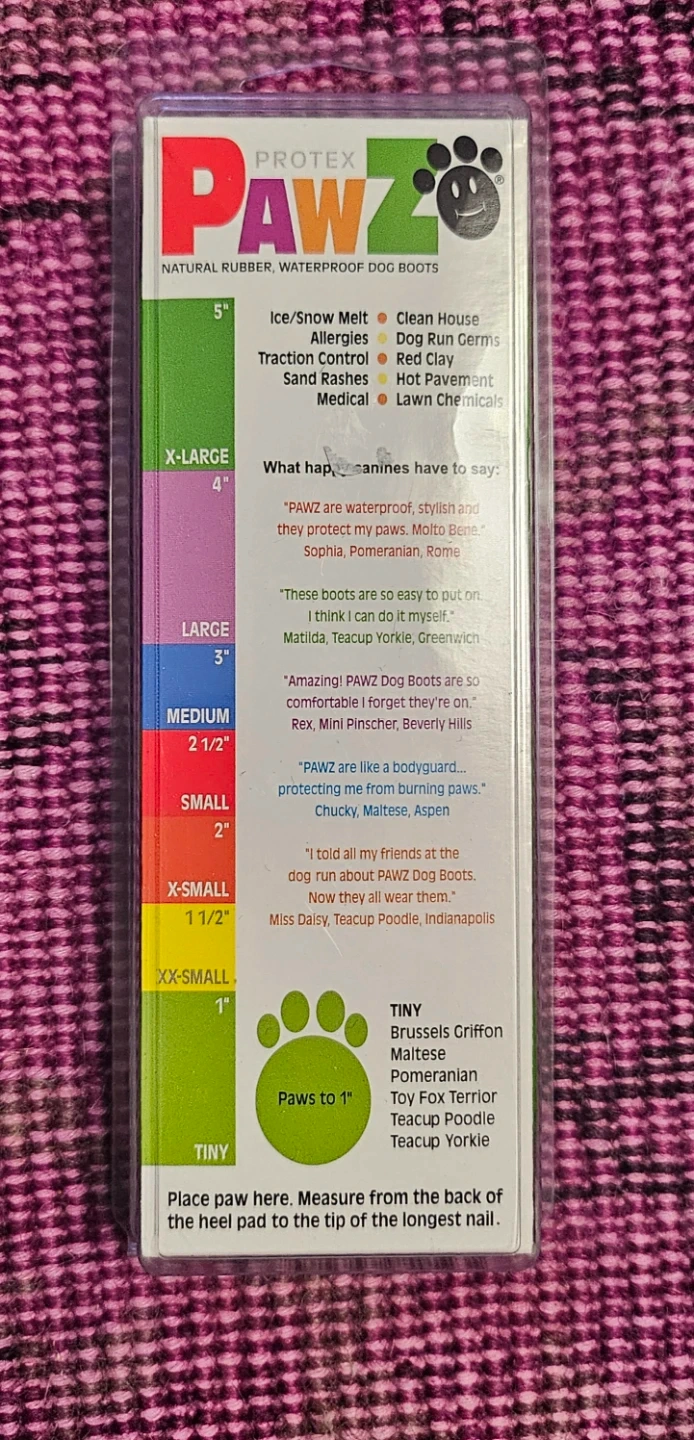 PROTEX
PAWZ®
NATURAL RUBBER, WATERPROOF DOG BOOTS
5"
X-LARGE
4"
LARGE
3"
MEDIUM
2 1/2"
SMALL
2"
X-SMALL
1 1/2"
XX-SMALL
1"
TINY
Ice/Snow Melt • Clean House
Allergies • Dog Run Germs
Traction Control • Red Clay
Sand Rashes • Hot Pavement
Medical • Lawn Chemicals
What happy canines have to say:
"PAWZ are waterproof, stylish and
they protect my paws. Molto Bene."
Sophia, Pomeranian, Rome
"These boots are so easy to put on.
I think I can do it myself."
Matilda, Teacup Yorkie, Greenwich
"Amazing! PAWZ Dog Boots are so
comfortable I forget they're on."
Rex, Mini Pinscher, Beverly Hills
"PAWZ are like a bodyguard...
protecting me from burning paws."
Chucky, Maltese, Aspen
"I told all my friends at the
dog run about PAWZ Dog Boots.
Now they all wear them."
Miss Daisy, Teacup Poodle, Indianapolis
Paws to 1"
TINY
Brussels Griffon
Maltese
Pomeranian
Toy Fox Terrior
Teacup Poodle
Teacup Yorkie
Place paw here. Measure from the back of
the heel pad to the tip of the longest nail.